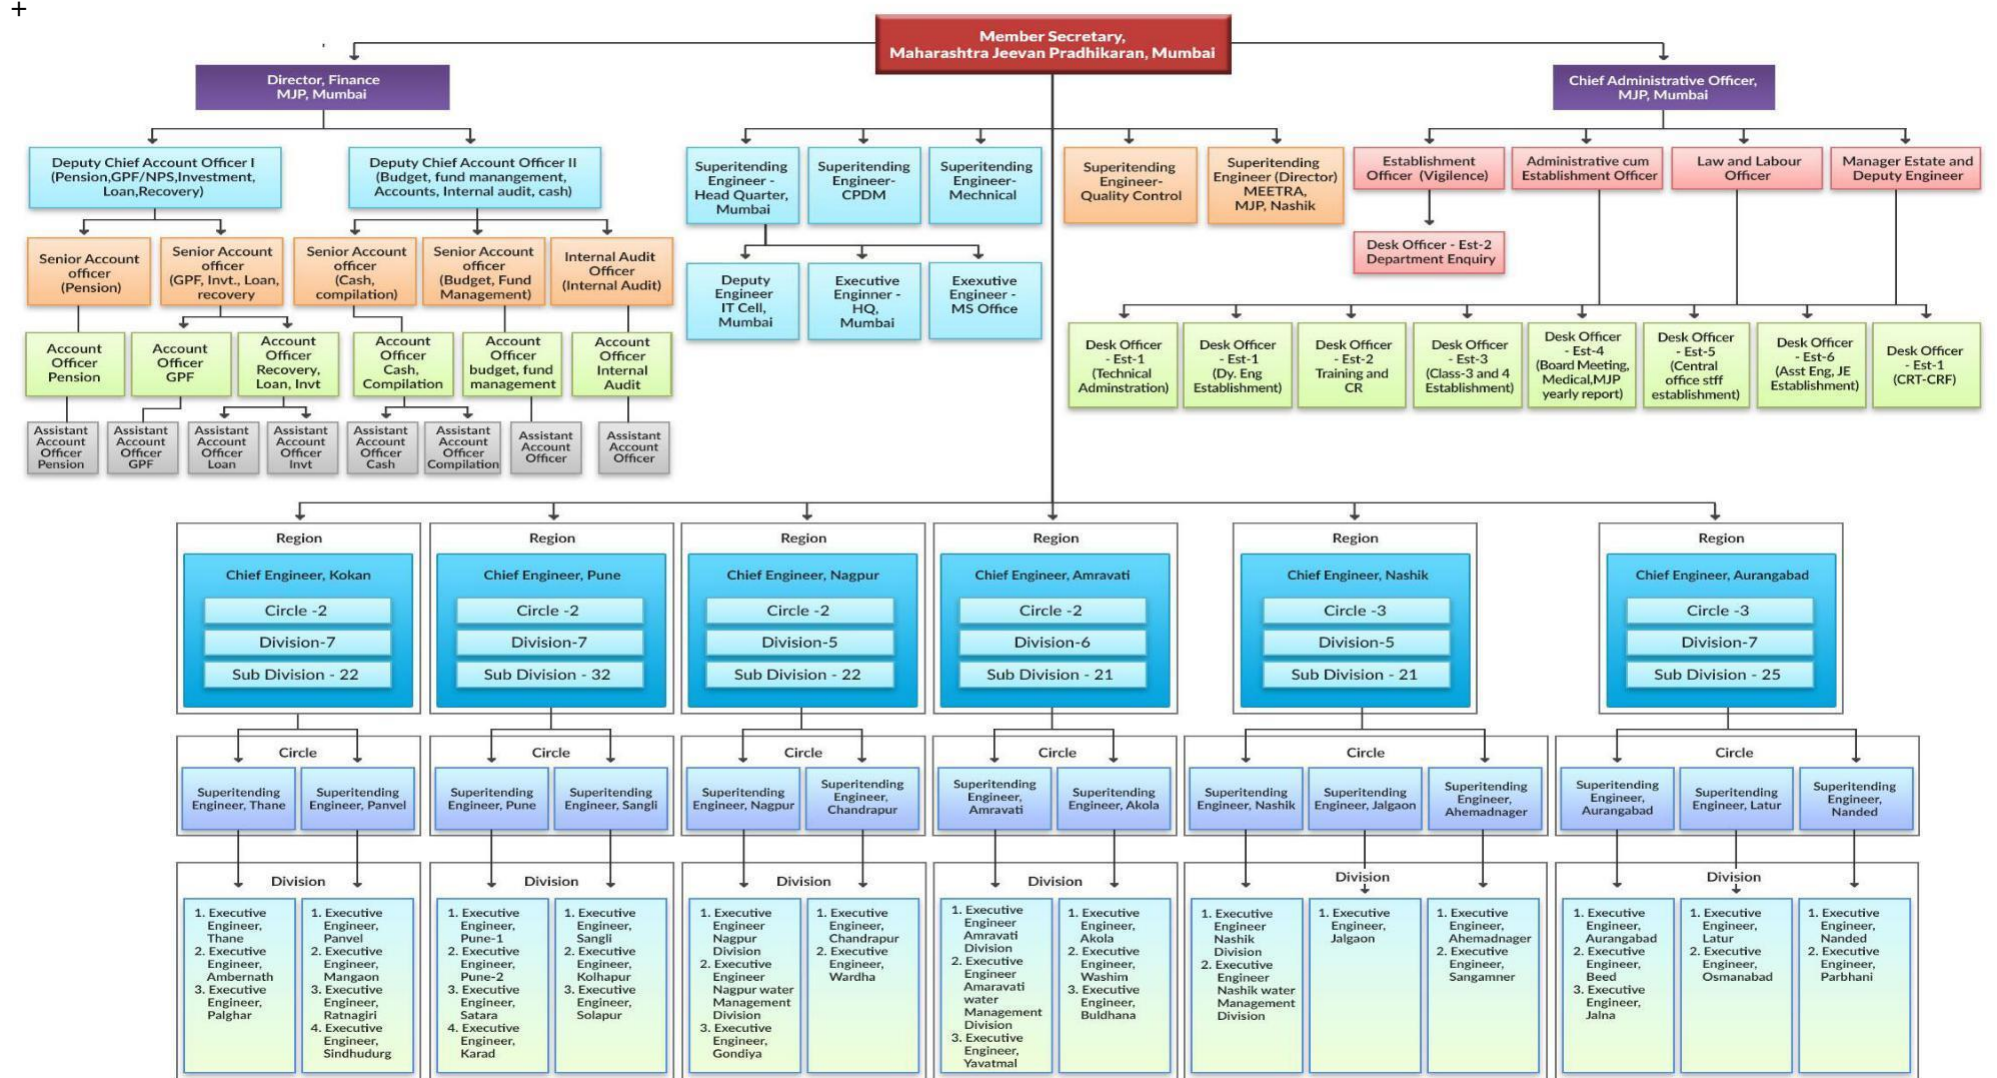 +
Member Secretary,
Maharashtra Jeevan Pradhikaran, Mumbai
Director, Finance
MJP, Mumbai
Chief Administrative Officer,
MJP, Mumbai
Deputy Chief Account Officer I
(Pension,GPF/NPS,Investment,
Loan,Recovery)
Deputy Chief Account Officer II
(Budget, fund manangement,
Accounts, Internal audit, cash)
Superitending
Engineer -
Head Quarter,
Mumbai
Superitending
Engineer-
CPDM
Superitending
Engineer-
Mechnical
Superitending
Engineer-
Quality Control
Superitending
Engineer (Director)
MEETRA,
MJP, Nashik
Establishment
Officer (Vigilence)
Administrative cum
Establishment Officer
Law and Labour
Officer
Manager Estate and
Deputy Engineer
Desk Officer - Est-2
Department Enquiry
Senior Account
officer
(Pension)
Senior Account
officer
(GPF, Invt., Loan,
recovery
Senior Account
officer
(Cash,
compilation)
Senior Account
officer
(Budget, Fund
Management)
Internal Audit
Officer
(Internal Audit)
Deputy
Engineer
IT Cell,
Mumbai
Executive
Enginner -
HQ,
Mumbai
Exexutive
Engineer -
MS Office
Account
Officer
Pension
Account
Officer
GPF
Account
Officer
Recovery,
Loan, Invt
Account
Officer
Cash,
Compilation
Account
Officer
budget, fund
management
Account
Officer
Internal
Audit
Desk Officer
- Est-1
(Technical
Adminstration)
Desk Officer
- Est-1
(Dy. Eng
Establishment)
Desk Officer
- Est-2
Training and
CR
Desk Officer
- Est-3
(Class-3 and 4
Establishment)
Desk Officer
- Est-4
(Board Meeting,
Medical,MJP
yearly report)
Desk Officer
- Est-5
(Central
office stff
establishment)
Desk Officer
- Est-6
(Asst Eng, JE
Establishment)
Desk Officer
- Est-1
(CRT-CRF)
Assistant
Account
Officer
Pension
Assistant
Account
Officer
GPF
Assistant
Account
Officer
Loan
Assistant
Account
Officer
Invt
Assistant
Account
Officer
Cash
Assistant
Account
Officer
Compilation
Assistant
Account
Officer
Assistant
Account
Officer
Region
Chief Engineer, Kokan
Circle -2
Division-7
Sub Division - 22
Region
Chief Engineer, Pune
Circle -2
Division-7
Sub Division - 32
Region
Chief Engineer, Nagpur
Circle -2
Division-5
Sub Division - 22
Region
Chief Engineer, Amravati
Circle -2
Division-6
Sub Division - 21
Region
Chief Engineer, Nashik
Circle -3
Division-5
Sub Division - 21
Region
Chief Engineer, Aurangabad
Circle -3
Division-7
Sub Division - 25
Circle
Superitending
Engineer, Thane
Superitending
Engineer, Panvel
Circle
Superitending
Engineer, Pune
Superitending
Engineer, Sangli
Circle
Superitending
Engineer, Nagpur
Superitending
Engineer,
Chandrapur
Circle
Superitending
Engineer,
Amravati
Superitending
Engineer, Akola
Circle
Superitending
Engineer, Nashik
Superitending
Engineer, Jalgaon
Superitending
Engineer,
Ahemadnager
Circle
Superitending
Engineer,
Aurangabad
Superitending
Engineer, Latur
Superitending
Engineer,
Nanded
Division
1. Executive
Engineer,
Thane
2. Executive
Engineer,
Ambernath
3. Executive
Engineer,
Palghar
1. Executive
Engineer,
Panvel
2. Executive
Engineer,
Mangaon
3. Executive
Engineer,
Ratnagiri
4. Executive
Engineer,
Sindhudurg
Division
1. Executive
Engineer,
Pune-1
2. Executive
Engineer,
Pune-2
3. Executive
Engineer,
Satara
4. Executive
Engineer,
Karad
1. Executive
Engineer,
Sangli
2. Executive
Engineer,
Kolhapur
3. Executive
Engineer,
Solapur
Division
1. Executive
Engineer
Nagpur
Division
2. Executive
Engineer
Nagpur water
Management
Division
3. Executive
Engineer,
Gondiya
1. Executive
Engineer,
Chandrapur
2. Executive
Engineer,
Wardha
Division
1. Executive
Engineer
Amravati
Division
2. Executive
Engineer
Amaravati
water
Management
Division
3. Executive
Engineer,
Yavatmal
1. Executive
Engineer,
Akola
2. Executive
Engineer,
Washim
3. Executive
Engineer,
Buldhana
Division
1. Executive
Engineer
Nashik
Division
2. Executive
Engineer
Nashik water
Management
Division
1. Executive
Engineer,
Jalgaon
1. Executive
Engineer,
Ahemadnager
2. Executive
Engineer,
Sangamner
Division
1. Executive
Engineer,
Aurangabad
2. Executive
Engineer,
Beed
3. Executive
Engineer,
Jalna
1. Executive
Engineer,
Latur
2. Executive
Engineer,
Osmanabad
1. Executive
Engineer,
Nanded
2. Executive
Engineer,
Parbhani